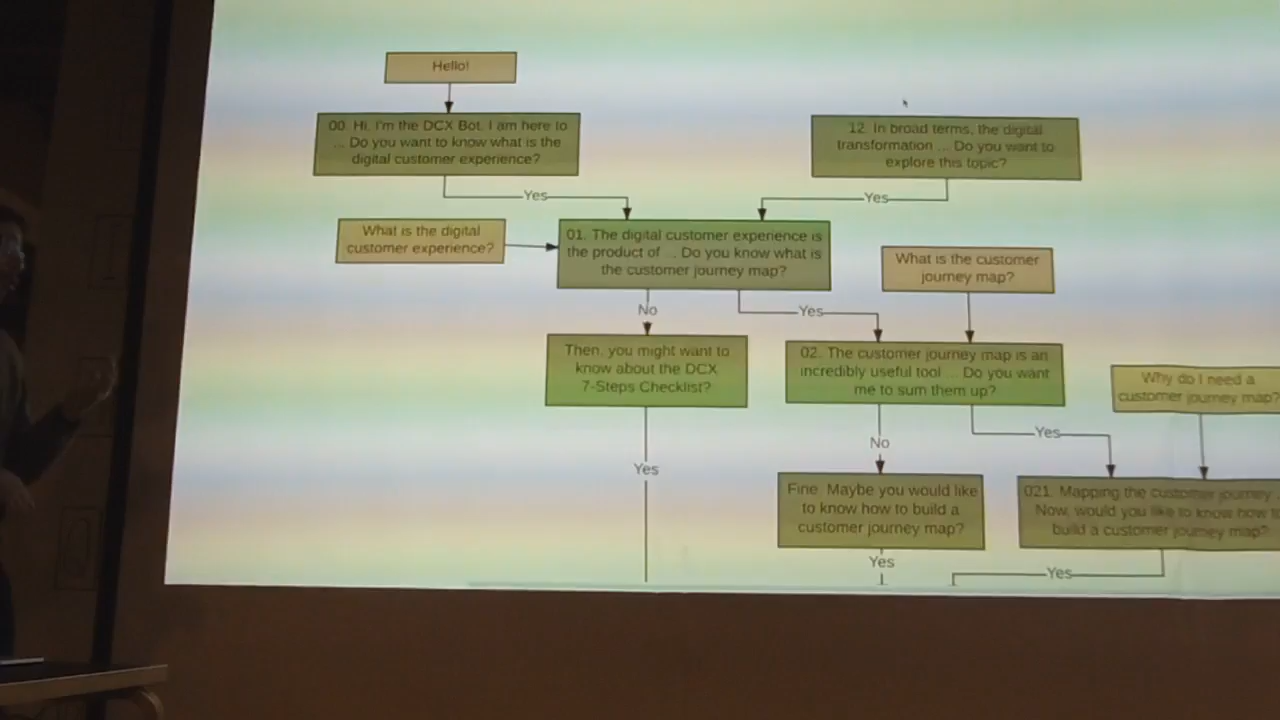 Hello!
00. Hi, I'm the DCX Bot. I am here to
... Do you want to know what is the
digital customer experience?
12. In broad terms, the digital
transformation ... Do you want to
explore this topic?
Yes
Yes
What is the digital
customer experience?
01. The digital customer experience is
the product of ... Do you know what is
the customer journey map?
What is the customer
journey map?
No
Yes
Then, you might want to
know about the DCX
7-Steps Checklist?
02. The customer journey map is an
incredibly useful tool ... Do you want
me to sum them up?
Why do I need a
customer journey map?
No
Yes
Yes
Fine. Maybe you would like
to know how to build a
customer journey map?
021. Mapping the customer journey
Now, would you like to know how to
build a customer journey map?
Yes
Yes